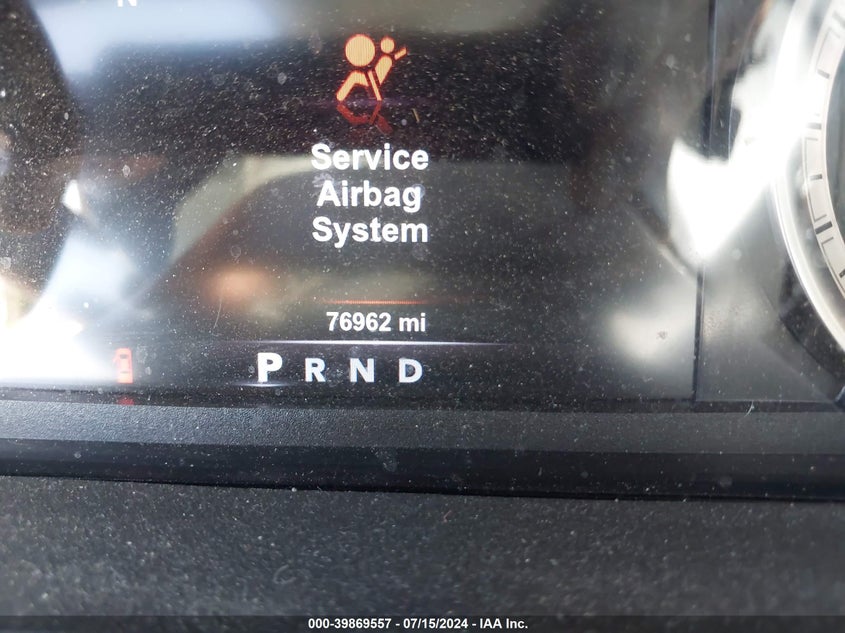 N
Service
Airbag
System
76962 mi
P R N D
000-39869557 - 07/15/2024 - IAA Inc.